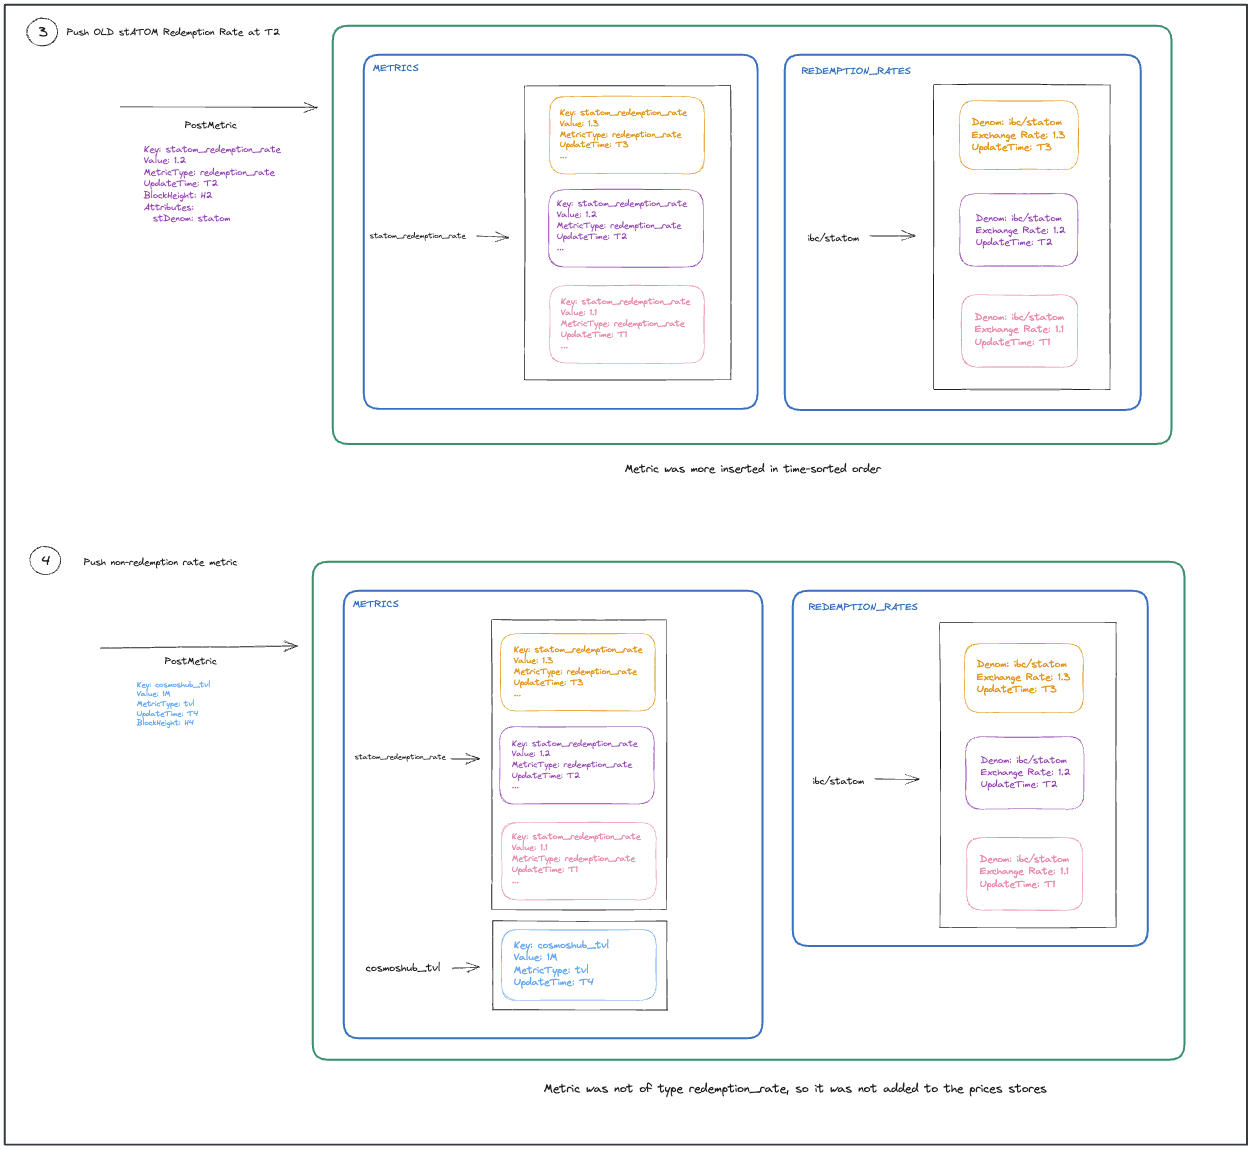 3
Push OLD stATOM Redemption Rate at T2
PostMetric
Key: statom_redemption_rate
Value: 1.2
MetricType: redemption_rate
UpdateTime: T2
BlockHeight: H2
Attributes:
stDenom: statom
METRICS
statom_redemption_rate
Key: statom_redemption_rate
Value: 1.3
MetricType: redemption_rate
UpdateTime: T3
...
Key: statom_redemption_rate
Value: 1.2
MetricType: redemption_rate
UpdateTime: T2
...
Key: statom_redemption_rate
Value: 1.1
MetricType: redemption_rate
UpdateTime: T1
...
REDEMPTION_RATES
ibc/statom
Denom: ibc/statom
Exchange Rate: 1.3
UpdateTime: T3
Denom: ibc/statom
Exchange Rate: 1.2
UpdateTime: T2
Denom: ibc/statom
Exchange Rate: 1.1
UpdateTime: T1
Metric was more inserted in time-sorted order
4
Push non-redemption rate metric
PostMetric
Key: cosmoshub_tvl
Value: 1M
MetricType: tvl
UpdateTime: T4
BlockHeight: H4
METRICS
statom_redemption_rate
Key: statom_redemption_rate
Value: 1.3
MetricType: redemption_rate
UpdateTime: T3
...
Key: statom_redemption_rate
Value: 1.2
MetricType: redemption_rate
UpdateTime: T2
...
Key: statom_redemption_rate
Value: 1.1
MetricType: redemption_rate
UpdateTime: T1
...
cosmoshub_tvl
Key: cosmoshub_tvl
Value: 1M
MetricType: tvl
UpdateTime: T4
REDEMPTION_RATES
ibc/statom
Denom: ibc/statom
Exchange Rate: 1.3
UpdateTime: T3
Denom: ibc/statom
Exchange Rate: 1.2
UpdateTime: T2
Denom: ibc/statom
Exchange Rate: 1.1
UpdateTime: T1
Metric was not of type redemption_rate, so it was not added to the prices stores